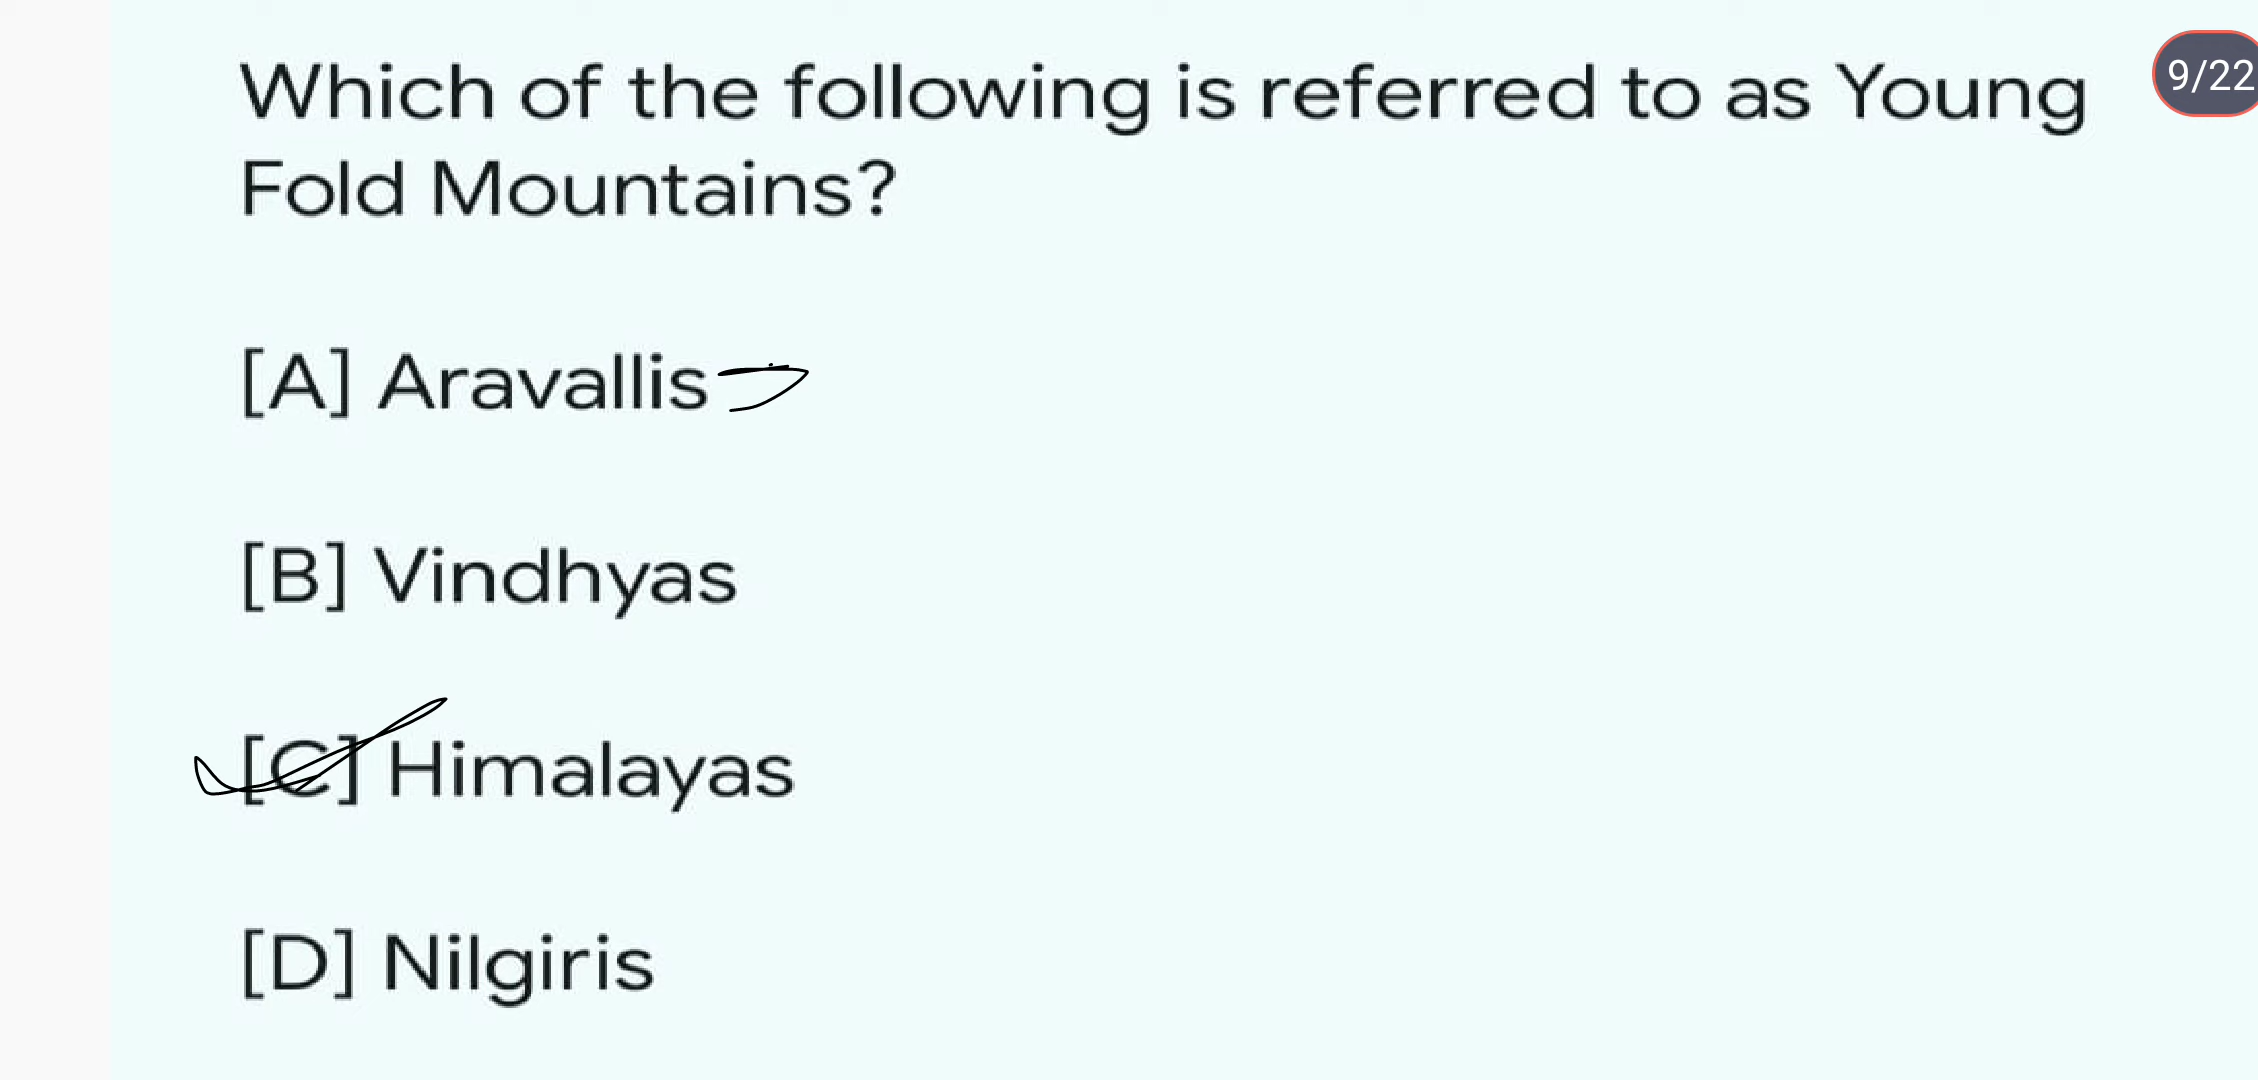 Which of the following is referred to as Young
9/22
Fold Mountains?
[A] Aravallis
[B] Vindhyas
[C] Himalayas
[D] Nilgiris